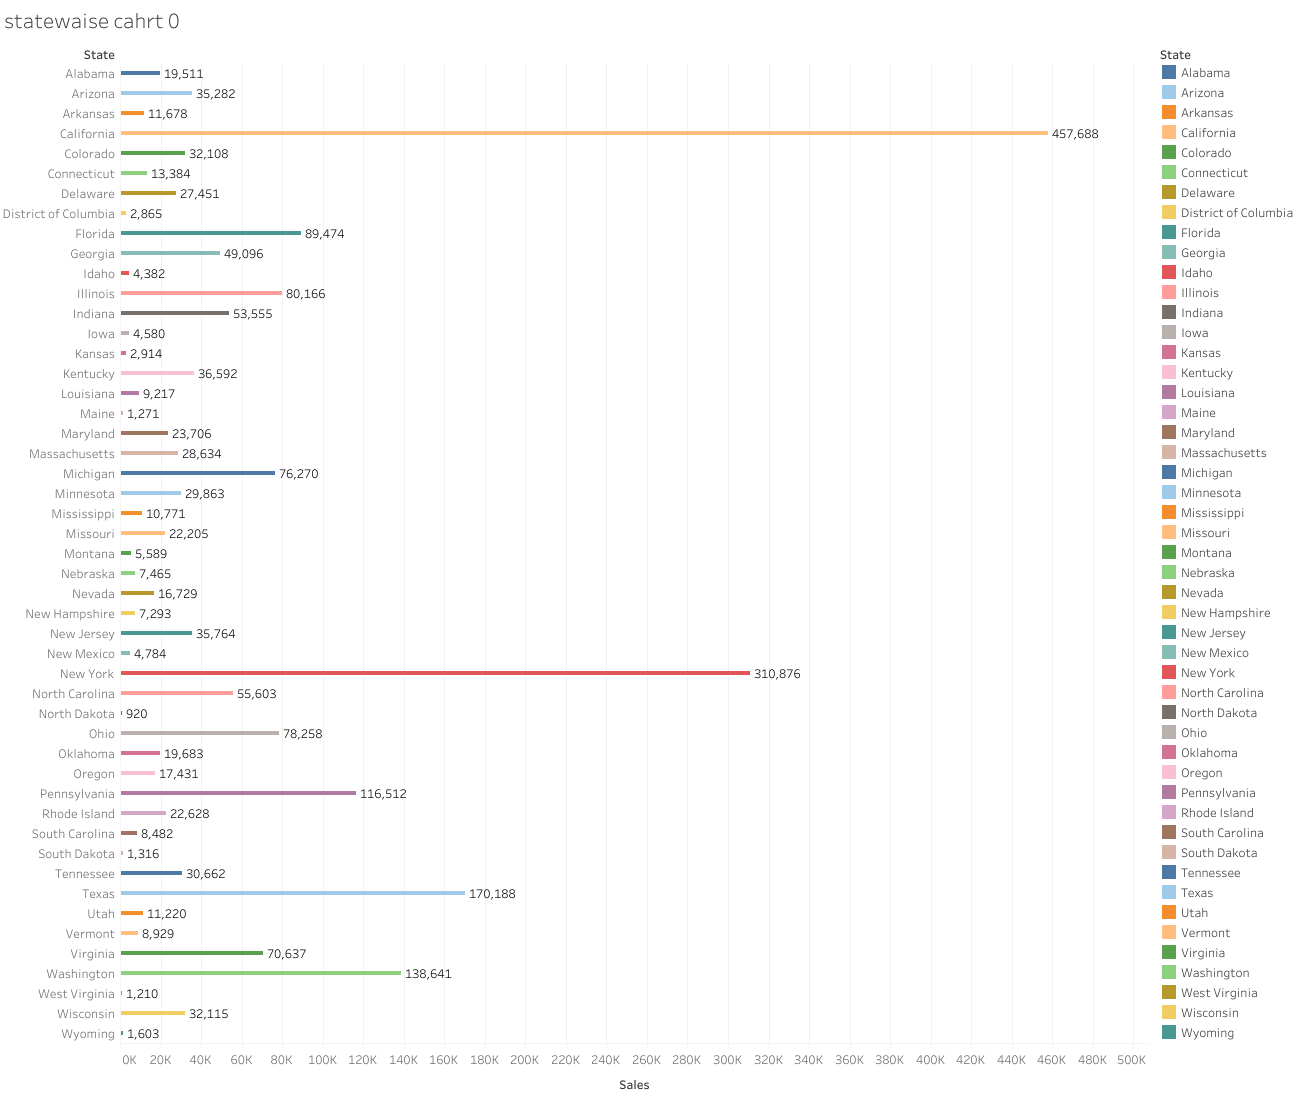 statewaise cahrt 0
State
Alabama 19,511
Arizona 35,282
Arkansas 11,678
California 457,688
Colorado 32,108
Connecticut 13,384
Delaware 27,451
District of Columbia 2,865
Florida 89,474
Georgia 49,096
Idaho 4,382
Illinois 80,166
Indiana 53,555
Iowa 4,580
Kansas 2,914
Kentucky 36,592
Louisiana 9,217
Maine 1,271
Maryland 23,706
Massachusetts 28,634
Michigan 76,270
Minnesota 29,863
Mississippi 10,771
Missouri 22,205
Montana 5,589
Nebraska 7,465
Nevada 16,729
New Hampshire 7,293
New Jersey 35,764
New Mexico 4,784
New York 310,876
North Carolina 55,603
North Dakota 920
Ohio 78,258
Oklahoma 19,683
Oregon 17,431
Pennsylvania 116,512
Rhode Island 22,628
South Carolina 8,482
South Dakota 1,316
Tennessee 30,662
Texas 170,188
Utah 11,220
Vermont 8,929
Virginia 70,637
Washington 138,641
West Virginia 1,210
Wisconsin 32,115
Wyoming 1,603
0K 20K 40K 60K 80K 100K 120K 140K 160K 180K 200K 220K 240K 260K 280K 300K 320K 340K 360K 380K 400K 420K 440K 460K 480K 500K
Sales
State
Alabama
Arizona
Arkansas
California
Colorado
Connecticut
Delaware
District of Columbia
Florida
Georgia
Idaho
Illinois
Indiana
Iowa
Kansas
Kentucky
Louisiana
Maine
Maryland
Massachusetts
Michigan
Minnesota
Mississippi
Missouri
Montana
Nebraska
Nevada
New Hampshire
New Jersey
New Mexico
New York
North Carolina
North Dakota
Ohio
Oklahoma
Oregon
Pennsylvania
Rhode Island
South Carolina
South Dakota
Tennessee
Texas
Utah
Vermont
Virginia
Washington
West Virginia
Wisconsin
Wyoming